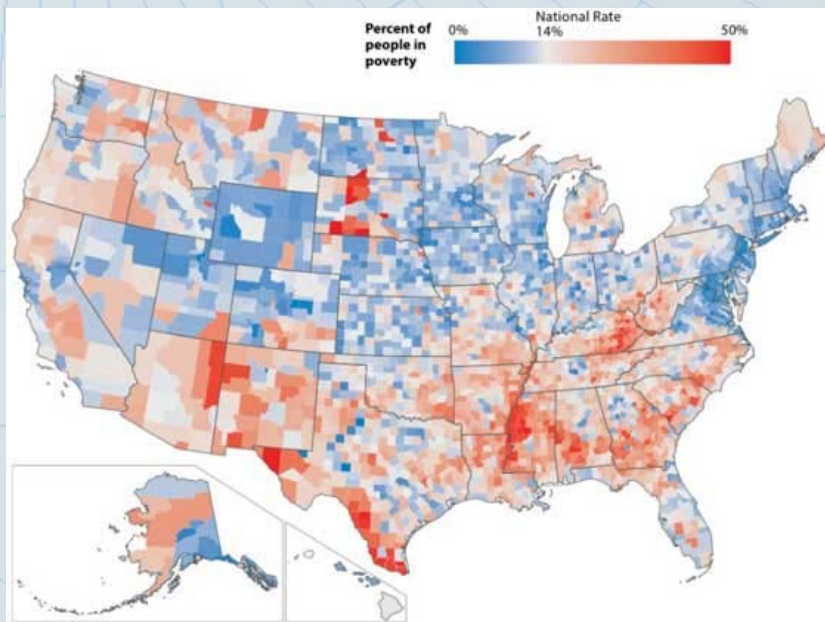 Percent of
people in
poverty
National Rate
0% 14% 50%